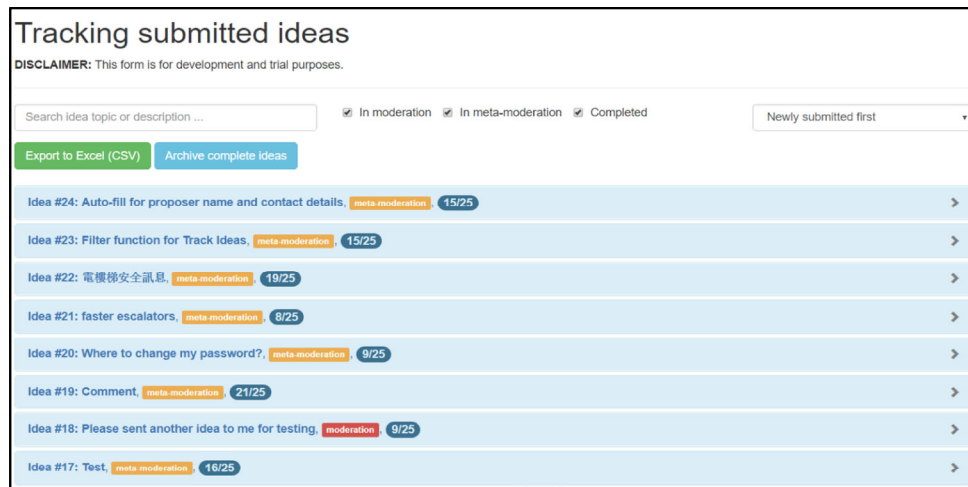 Tracking submitted ideas
DISCLAIMER: This form is for development and trial purposes.
Search idea topic or description ...
In moderation In meta-moderation Completed
Newly submitted first
Export to Excel (CSV) Archive complete ideas
Idea #24: Auto-fill for proposer name and contact details, meta-moderation, 15/25
Idea #23: Filter function for Track Ideas, meta-moderation, 15/25
Idea #22: 電樓梯安全訊息, meta-moderation, 19/25
Idea #21: faster escalators, meta-moderation, 8/25
Idea #20: Where to change my password?, meta-moderation, 9/25
Idea #19: Comment, meta-moderation, 21/25
Idea #18: Please sent another idea to me for testing, moderation, 9/25
Idea #17: Test, meta-moderation, 16/25